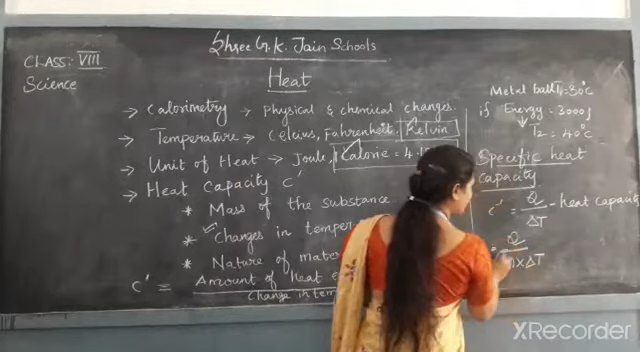 Shree G.K. Jain Schools
CLASS: VIII
Science
Heat
→ Calorimetry → Physical & chemical changes.
→ Temperature → Celcius, Fahrenheit, Kelvin
→ Unit of Heat → Joule, Calorie = 4.
→ Heat Capacity C'
* Mass of the substance
* Changes in temper
* Nature of mate
C' = Amount of Heat
Change in tem
Metal ball T₁=30°C
if Energy = 3000J
T₂ = 40°C
Specific heat
capacity
C' = Q/ΔT - heat capacity
= Q/
×ΔT
XRecorder